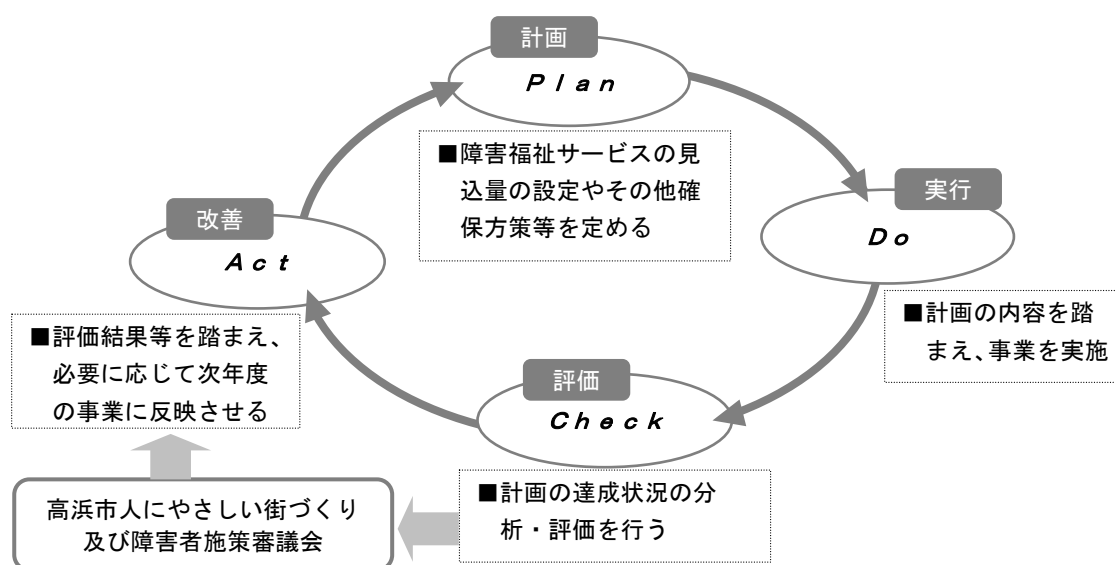 計画
Plan
■障害福祉サービスの見
込量の設定やその他確
保方策等を定める
実行
Do
■計画の内容を踏
まえ、事業を実施
評価
Check
■計画の達成状況の分
析・評価を行う
改善
Act
■評価結果等を踏まえ、
必要に応じて次年度
の事業に反映させる
高浜市人にやさしい街づくり
及び障害者施策審議会